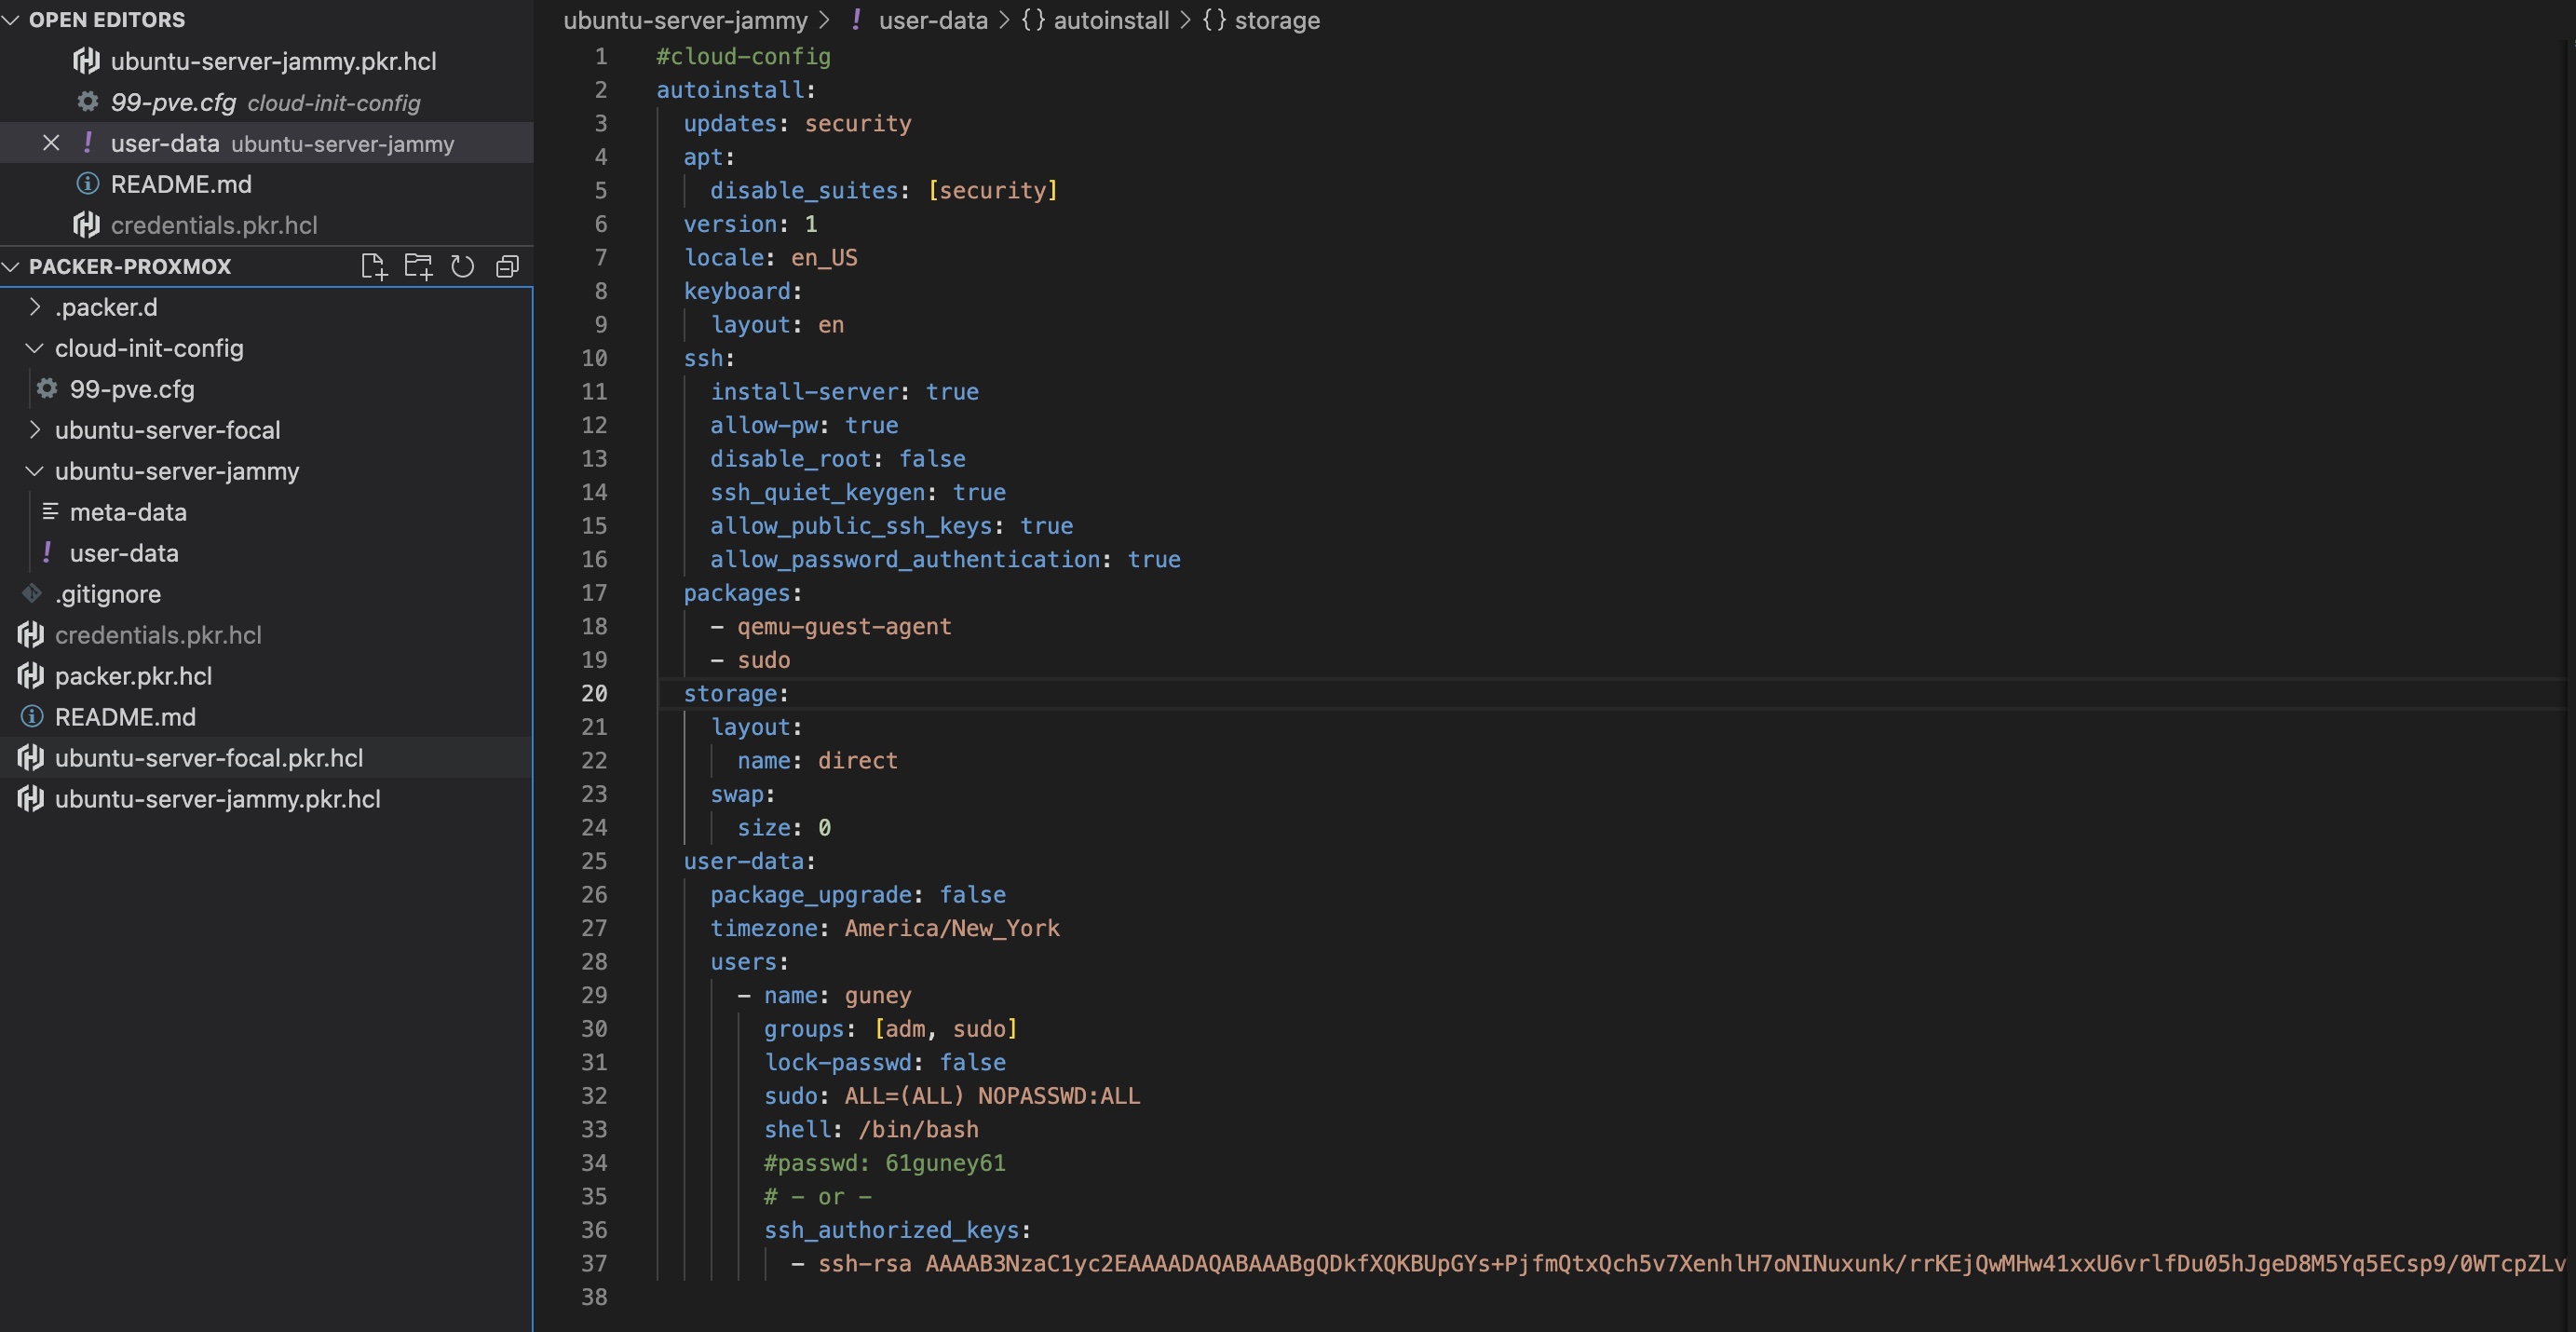 OPEN EDITORS
ubuntu-server-jammy.pkr.hcl
99-pve.cfg cloud-init-config
user-data ubuntu-server-jammy
README.md
credentials.pkr.hcl
PACKER-PROXMOX
.packer.d
cloud-init-config
99-pve.cfg
ubuntu-server-focal
ubuntu-server-jammy
meta-data
! user-data
.gitignore
credentials.pkr.hcl
packer.pkr.hcl
README.md
ubuntu-server-focal.pkr.hcl
ubuntu-server-jammy.pkr.hcl
ubuntu-server-jammy > ! user-data > {} autoinstall > {} storage
1 #cloud-config
2 autoinstall:
3 updates: security
4 apt:
5 disable_suites: [security]
6 version: 1
7 locale: en_US
8 keyboard:
9 layout: en
10 ssh:
11 install-server: true
12 allow-pw: true
13 disable_root: false
14 ssh_quiet_keygen: true
15 allow_public_ssh_keys: true
16 allow_password_authentication: true
17 packages:
18 - qemu-guest-agent
19 - sudo
20 storage:
21 layout:
22 name: direct
23 swap:
24 size: 0
25 user-data:
26 package_upgrade: false
27 timezone: America/New_York
28 users:
29 - name: guney
30 groups: [adm, sudo]
31 lock-passwd: false
32 sudo: ALL=(ALL) NOPASSWD:ALL
33 shell: /bin/bash
34 #passwd: 61guney61
35 # - or -
36 ssh_authorized_keys:
37 - ssh-rsa AAAAB3NzaC1yc2EAAAADAQABAAABgQDkfXQKBUpGYs+PjfmQtxQch5v7XenhlH7oNINuxunk/rrKEjQwMHw41xxU6vrlfDu05hJgeD8M5Yq5ECsp9/0WTcpZLv
38